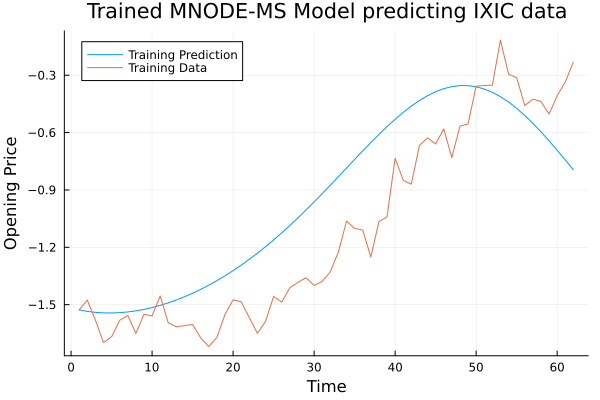 Trained MNODE-MS Model predicting IXIC data
Training Prediction
Training Data
Opening Price
−0.3
−0.6
−0.9
−1.2
−1.5
0 10 20 30 40 50 60
Time